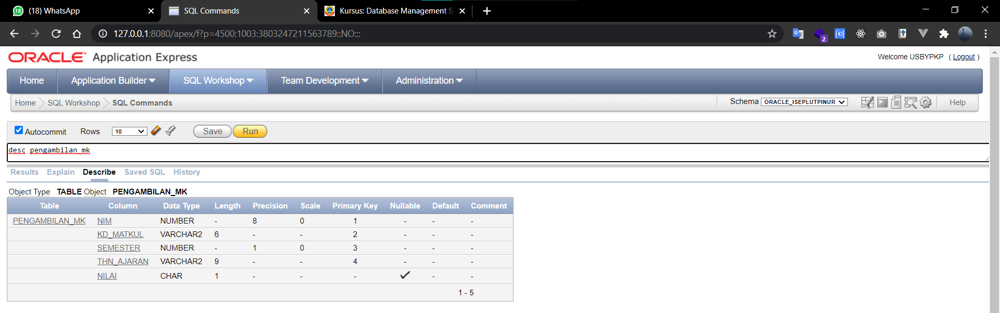 (18) WhatsApp SQL Commands Kursus: Database Management S
127.0.0.1:8080/apex/f?p=4500:1003:3803247211563789::NO:::
2
ORACLE Application Express
Welcome USBYPKP ( Logout )
Home Application Builder SQL Workshop Team Development Administration
Home SQL Workshop SQL Commands
Schema ORACLE_ISEPLUTPINUR Help
Autocommit Rows 10 Save Run
desc pengambilan_mk
Results Explain Describe Saved SQL History
Object Type TABLE Object PENGAMBILAN_MK
Table Column Data Type Length Precision Scale Primary Key Nullable Default Comment
PENGAMBILAN_MK NIM NUMBER - 8 0 1 - - -
KD_MATKUL VARCHAR2 6 - - 2 - - -
SEMESTER NUMBER - 1 0 3 - - -
THN_AJARAN VARCHAR2 9 - - 4 - - -
NILAI CHAR 1 - - - ✓ - -
1 - 5